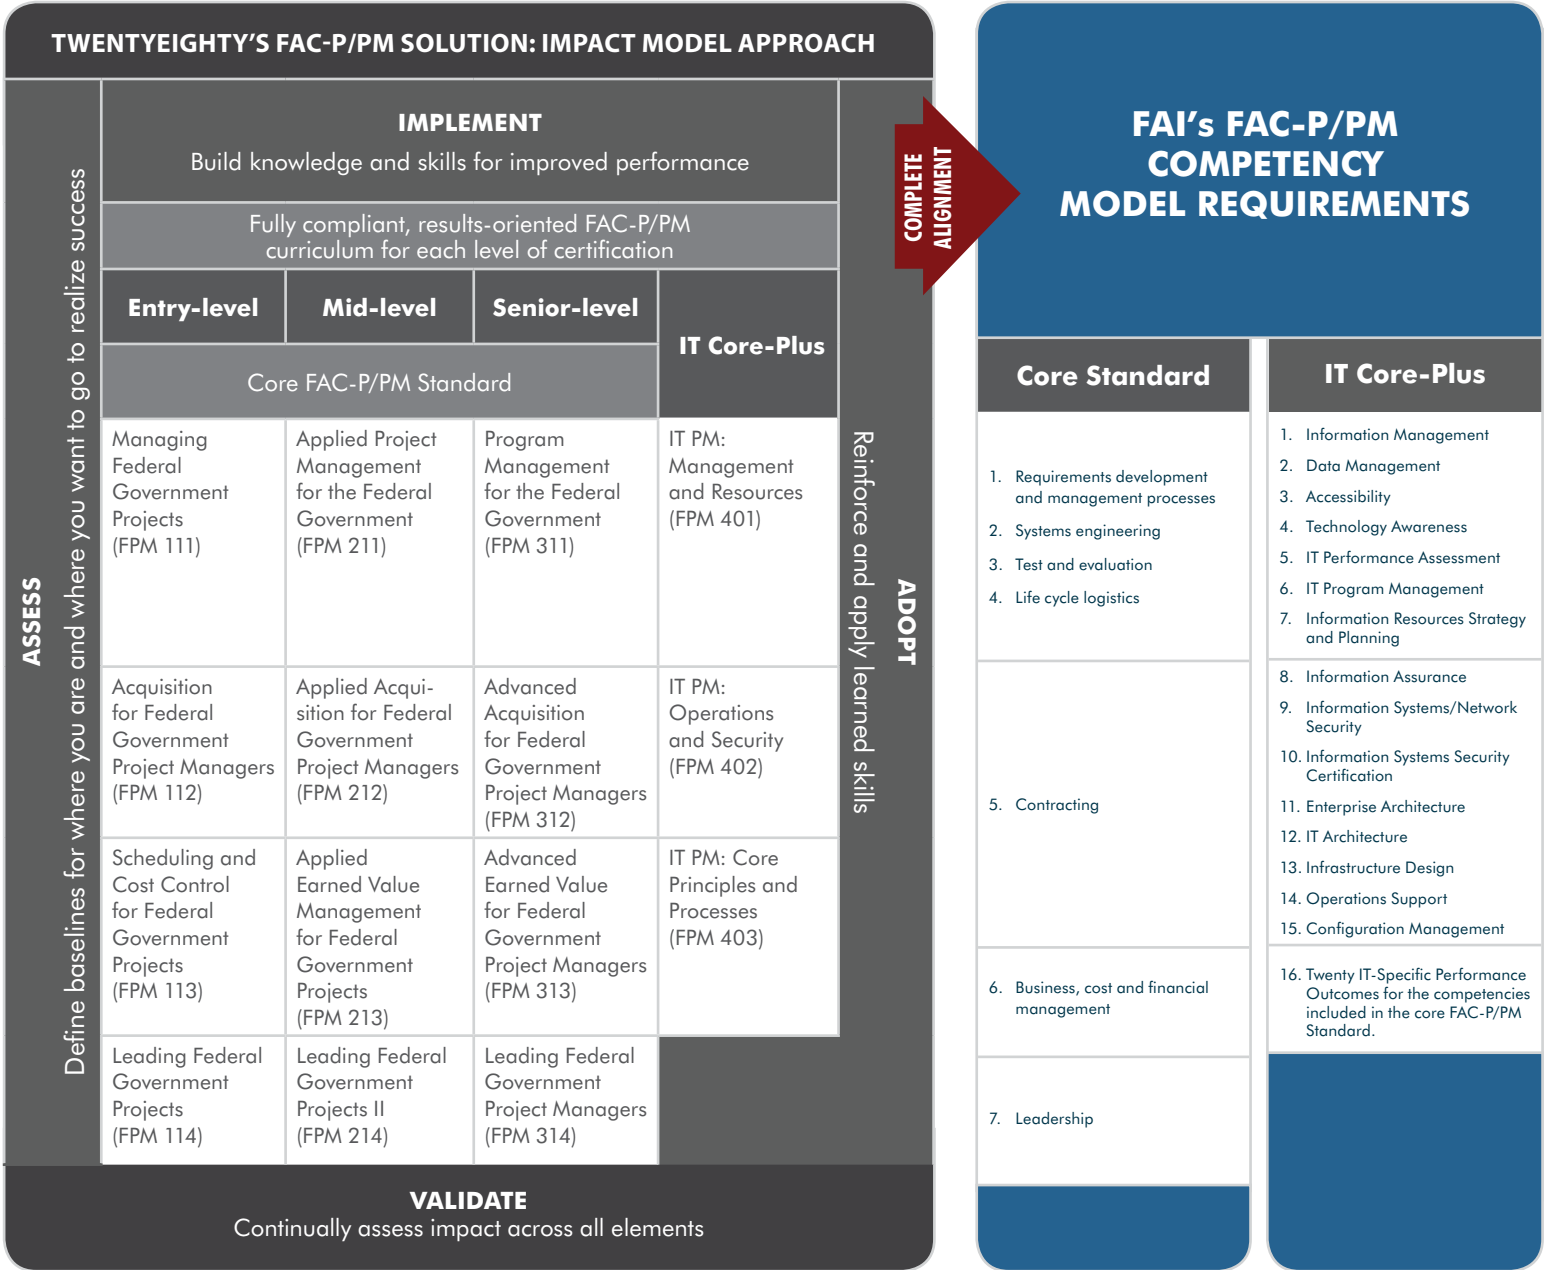 TWENTYEIGHTY’S FAC-P/PM SOLUTION: IMPACT MODEL APPROACH
ASSESS
Define baselines for where you are and where you want to go to realize success
IMPLEMENT
Build knowledge and skills for improved performance
Fully compliant, results-oriented FAC-P/PM
curriculum for each level of certification
Entry-level
Mid-level
Senior-level
IT Core-Plus
Core FAC-P/PM Standard
Managing
Federal
Government
Projects
(FPM 111)
Applied Project
Management
for the Federal
Government
(FPM 211)
Program
Management
for the Federal
Government
(FPM 311)
IT PM:
Management
and Resources
(FPM 401)
Acquisition
for Federal
Government
Project Managers
(FPM 112)
Applied Acqui-
sition for Federal
Government
Project Managers
(FPM 212)
Advanced
Acquisition
for Federal
Government
Project Managers
(FPM 312)
IT PM:
Operations
and Security
(FPM 402)
Scheduling and
Cost Control
for Federal
Government
Projects
(FPM 113)
Applied
Earned Value
Management
for Federal
Government
Projects
(FPM 213)
Advanced
Earned Value
for Federal
Government
Project Managers
(FPM 313)
IT PM: Core
Principles and
Processes
(FPM 403)
Leading Federal
Government
Projects
(FPM 114)
Leading Federal
Government
Projects II
(FPM 214)
Leading Federal
Government
Project Managers
(FPM 314)
Reinforce and apply learned skills
ADOPT
VALIDATE
Continually assess impact across all elements
COMPLETE
ALIGNMENT
FAI’s FAC-P/PM
COMPETENCY
MODEL REQUIREMENTS
Core Standard
1. Requirements development
and management processes
2. Systems engineering
3. Test and evaluation
4. Life cycle logistics
5. Contracting
6. Business, cost and financial
management
7. Leadership
IT Core-Plus
1. Information Management
2. Data Management
3. Accessibility
4. Technology Awareness
5. IT Performance Assessment
6. IT Program Management
7. Information Resources Strategy
and Planning
8. Information Assurance
9. Information Systems/Network
Security
10. Information Systems Security
Certification
11. Enterprise Architecture
12. IT Architecture
13. Infrastructure Design
14. Operations Support
15. Configuration Management
16. Twenty IT-Specific Performance
Outcomes for the competencies
included in the core FAC-P/PM
Standard.